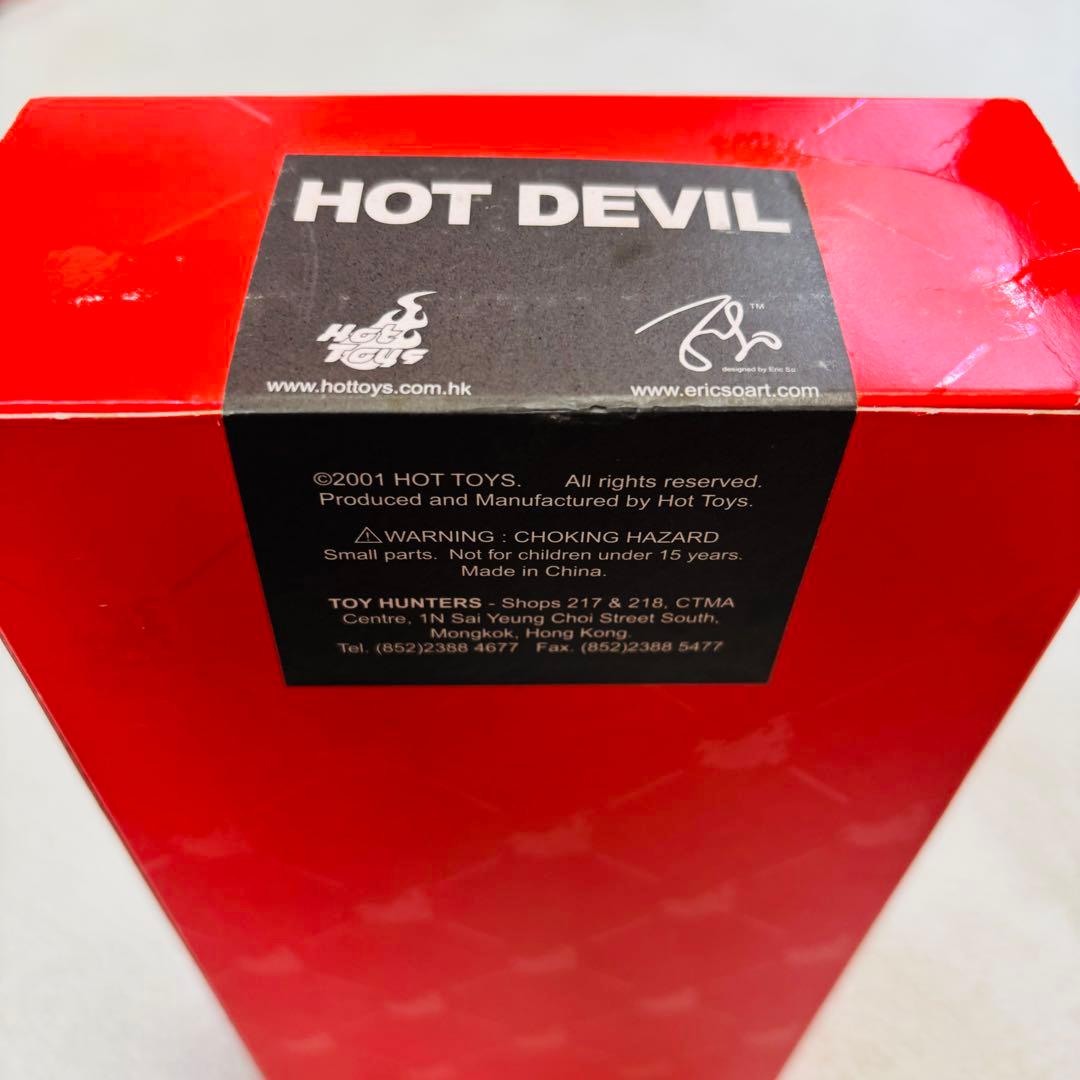 HOT DEVIL
Hot Toys
TM
designed by Eric So
www.hottoys.com.hk www.ericsoart.com
©2001 HOT TOYS. All rights reserved.
Produced and Manufactured by Hot Toys.
⚠WARNING : CHOKING HAZARD
Small parts. Not for children under 15 years.
Made in China.
TOY HUNTERS - Shops 217 & 218, CTMA
Centre, 1N Sai Yeung Choi Street South,
Mongkok, Hong Kong.
Tel. (852)2388 4677 Fax. (852)2388 5477